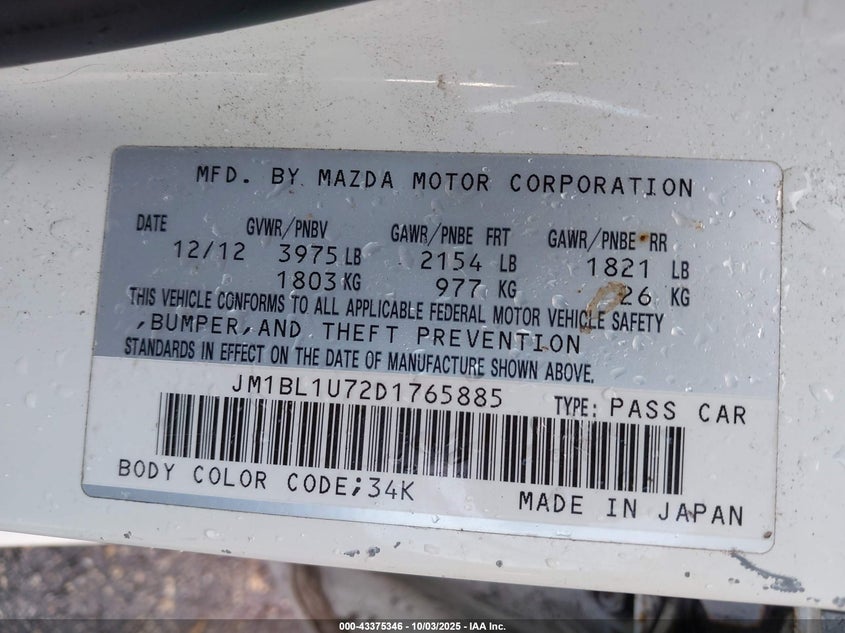 MFD. BY MAZDA MOTOR CORPORATION
DATE GVWR/PNBV GAWR/PNBE FRT GAWR/PNBE RR
12/12 3975 LB 2154 LB 1821 LB
1803 KG 977 KG 26 KG
THIS VEHICLE CONFORMS TO ALL APPLICABLE FEDERAL MOTOR VEHICLE SAFETY
,BUMPER,AND THEFT PREVENTION
STANDARDS IN EFFECT ON THE DATE OF MANUFACTURE SHOWN ABOVE.
JM1BL1U72D1765885 TYPE: PASS CAR
BODY COLOR CODE;34K
MADE IN JAPAN
000-43375346 - 10/03/2025 - IAA Inc.